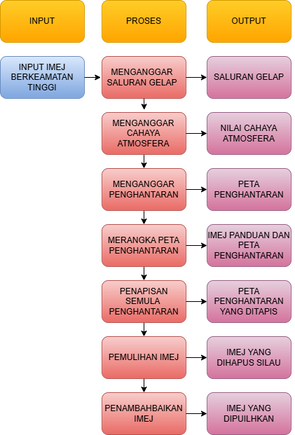 INPUT
PROSES
OUTPUT
INPUT IMEJ
BERKEAMATAN
TINGGI
MENGANGGAR
SALURAN GELAP
SALURAN GELAP
MENGANGGAR
CAHAYA
ATMOSFERA
NILAI CAHAYA
ATMOSFERA
MENGANGGAR
PENGHANTARAN
PETA
PENGHANTARAN
MERANGKA PETA
PENGHANTARAN
IMEJ PANDUAN DAN
PETA
PENGHANTARAN
PENAPISAN
SEMULA
PENGHANTARAN
PETA
PENGHANTARAN
YANG DITAPIS
PEMULIHAN IMEJ
IMEJ YANG
DIHAPUS SILAU
PENAMBAHBAIKAN
IMEJ
IMEJ YANG
DIPUILHKAN